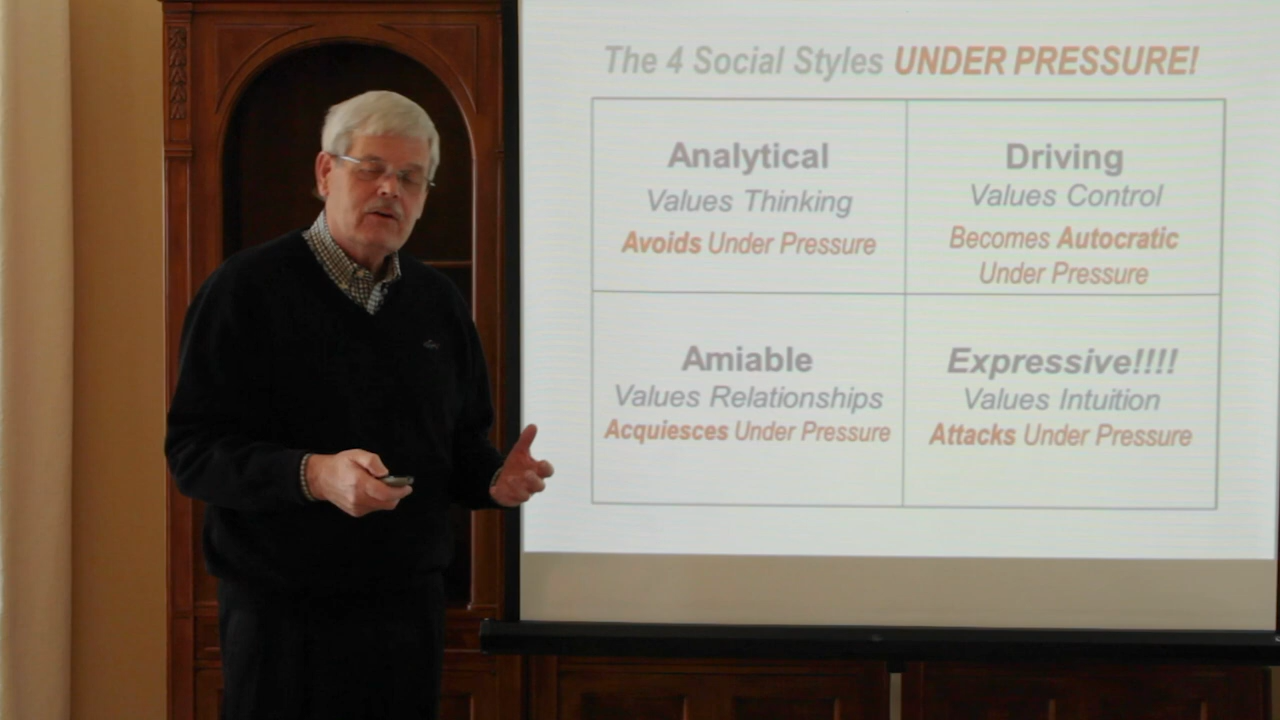 The 4 Social Styles UNDER PRESSURE!
Analytical
Values Thinking
Avoids Under Pressure
Driving
Values Control
Becomes Autocratic
Under Pressure
Amiable
Values Relationships
Acquiesces Under Pressure
Expressive!!!!
Values Intuition
Attacks Under Pressure